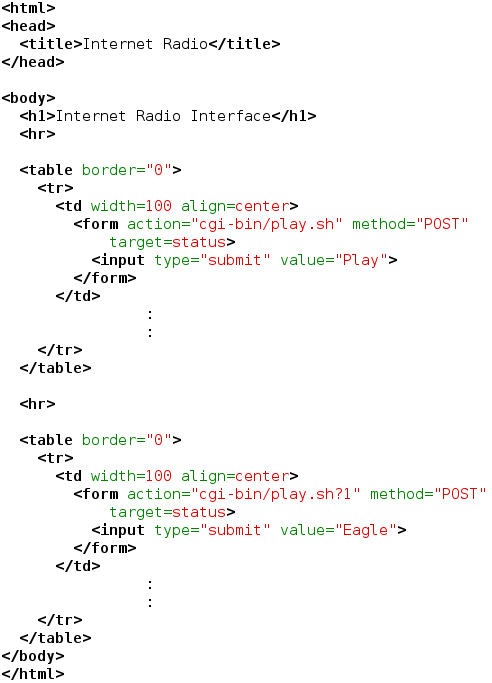 <html>
<head>
  <title>Internet Radio</title>
</head>

<body>
  <h1>Internet Radio Interface</h1>
  <hr>

  <table border="0">
    <tr>
      <td width=100 align=center>
        <form action="cgi-bin/play.sh" method="POST"
            target=status>
          <input type="submit" value="Play">
        </form>
      </td>
                :
                :
    </tr>
  </table>

  <hr>

  <table border="0">
    <tr>
      <td width=100 align=center>
        <form action="cgi-bin/play.sh?1" method="POST"
            target=status>
          <input type="submit" value="Eagle">
        </form>
      </td>
                :
                :
    </tr>
  </table>
</body>
</html>